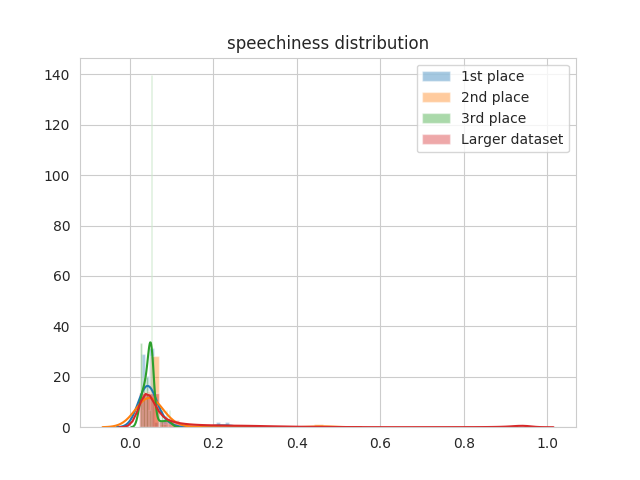 speechiness distribution
140
120
100
80
60
40
20
0
0.0 0.2 0.4 0.6 0.8 1.0
1st place
2nd place
3rd place
Larger dataset